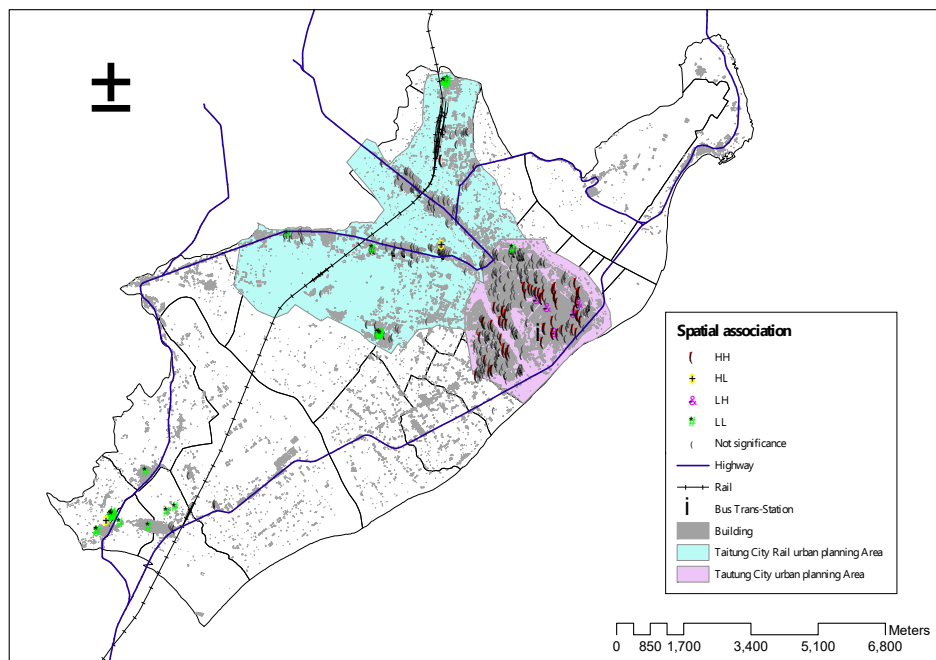 ±
i
Spatial association
HH
HL
LH
LL
Not significance
Highway
Rail
i Bus Trans-Station
Building
Taitung City Rail urban planning Area
Tautung City urban planning Area
Meters
0 850 1,700 3,400 5,100 6,800